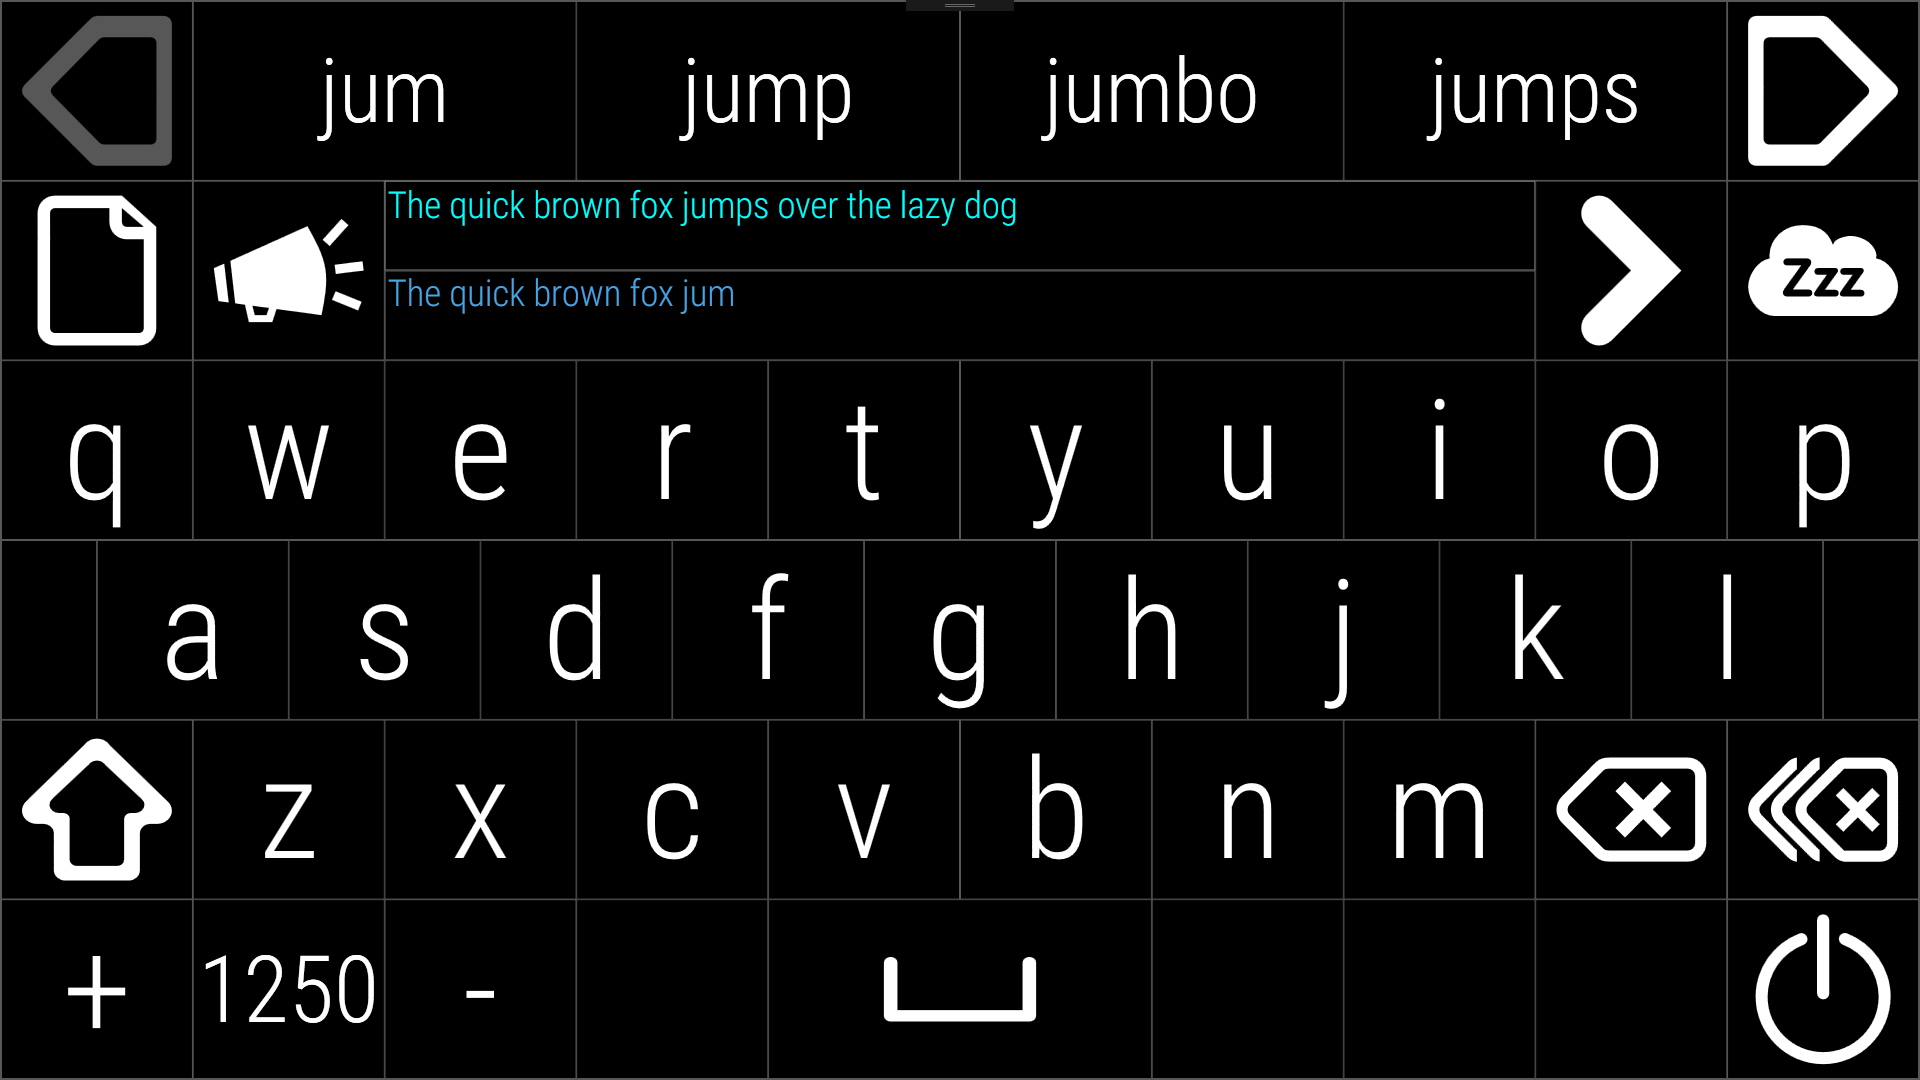 jum jump jumbo jumps
The quick brown fox jumps over the lazy dog
The quick brown fox jum
Zzz
q w e r t y u i o p
a s d f g h j k l
z x c v b n m
+ 1250 -